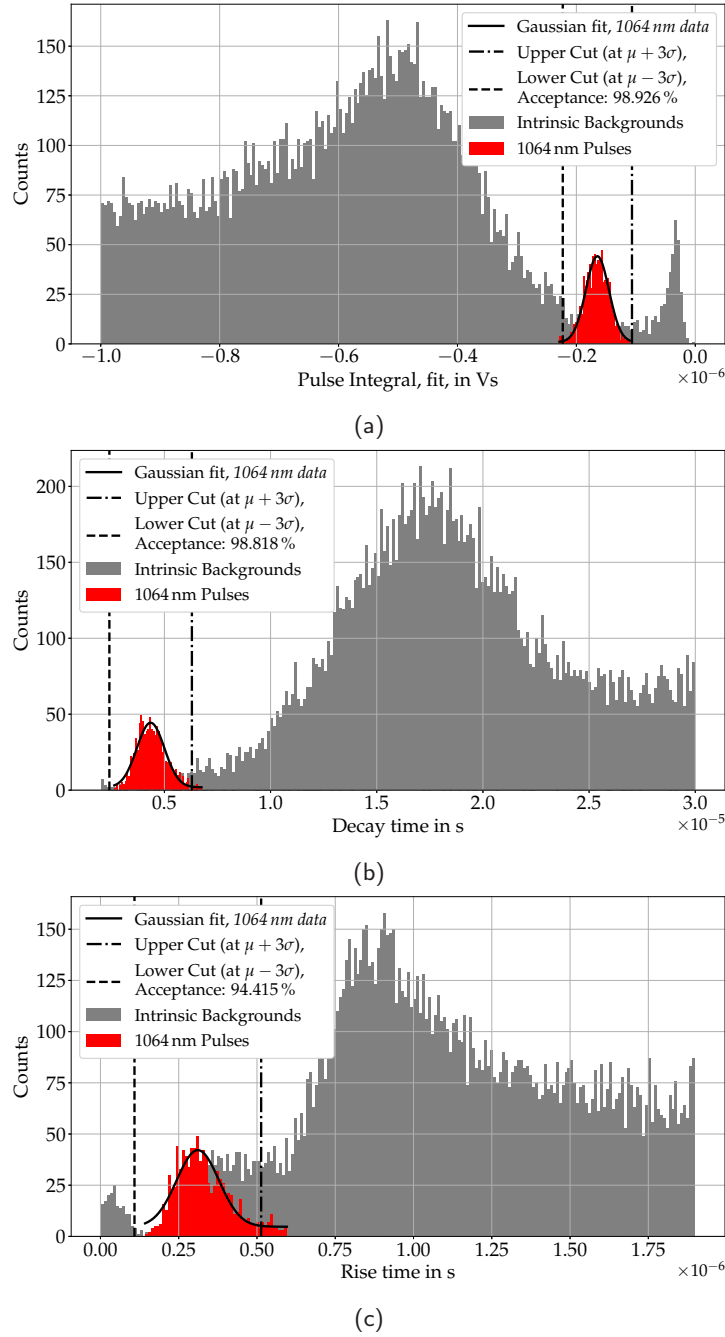 150
125
100
75
50
25
0
Counts
Gaussian fit, 1064 nm data
Upper Cut (at μ + 3σ),
Lower Cut (at μ − 3σ),
Acceptance: 98.926 %
Intrinsic Backgrounds
1064 nm Pulses
−1.0 −0.8 −0.6 −0.4 −0.2 0.0
×10⁻⁶
Pulse Integral, fit, in Vs
(a)
200
150
100
50
0
Counts
Gaussian fit, 1064 nm data
Upper Cut (at μ + 3σ),
Lower Cut (at μ − 3σ),
Acceptance: 98.818 %
Intrinsic Backgrounds
1064 nm Pulses
0.5 1.0 1.5 2.0 2.5 3.0
×10⁻⁵
Decay time in s
(b)
150
125
100
75
50
25
0
Counts
Gaussian fit, 1064 nm data
Upper Cut (at μ + 3σ),
Lower Cut (at μ − 3σ),
Acceptance: 94.415 %
Intrinsic Backgrounds
1064 nm Pulses
0.00 0.25 0.50 0.75 1.00 1.25 1.50 1.75
×10⁻⁶
Rise time in s
(c)